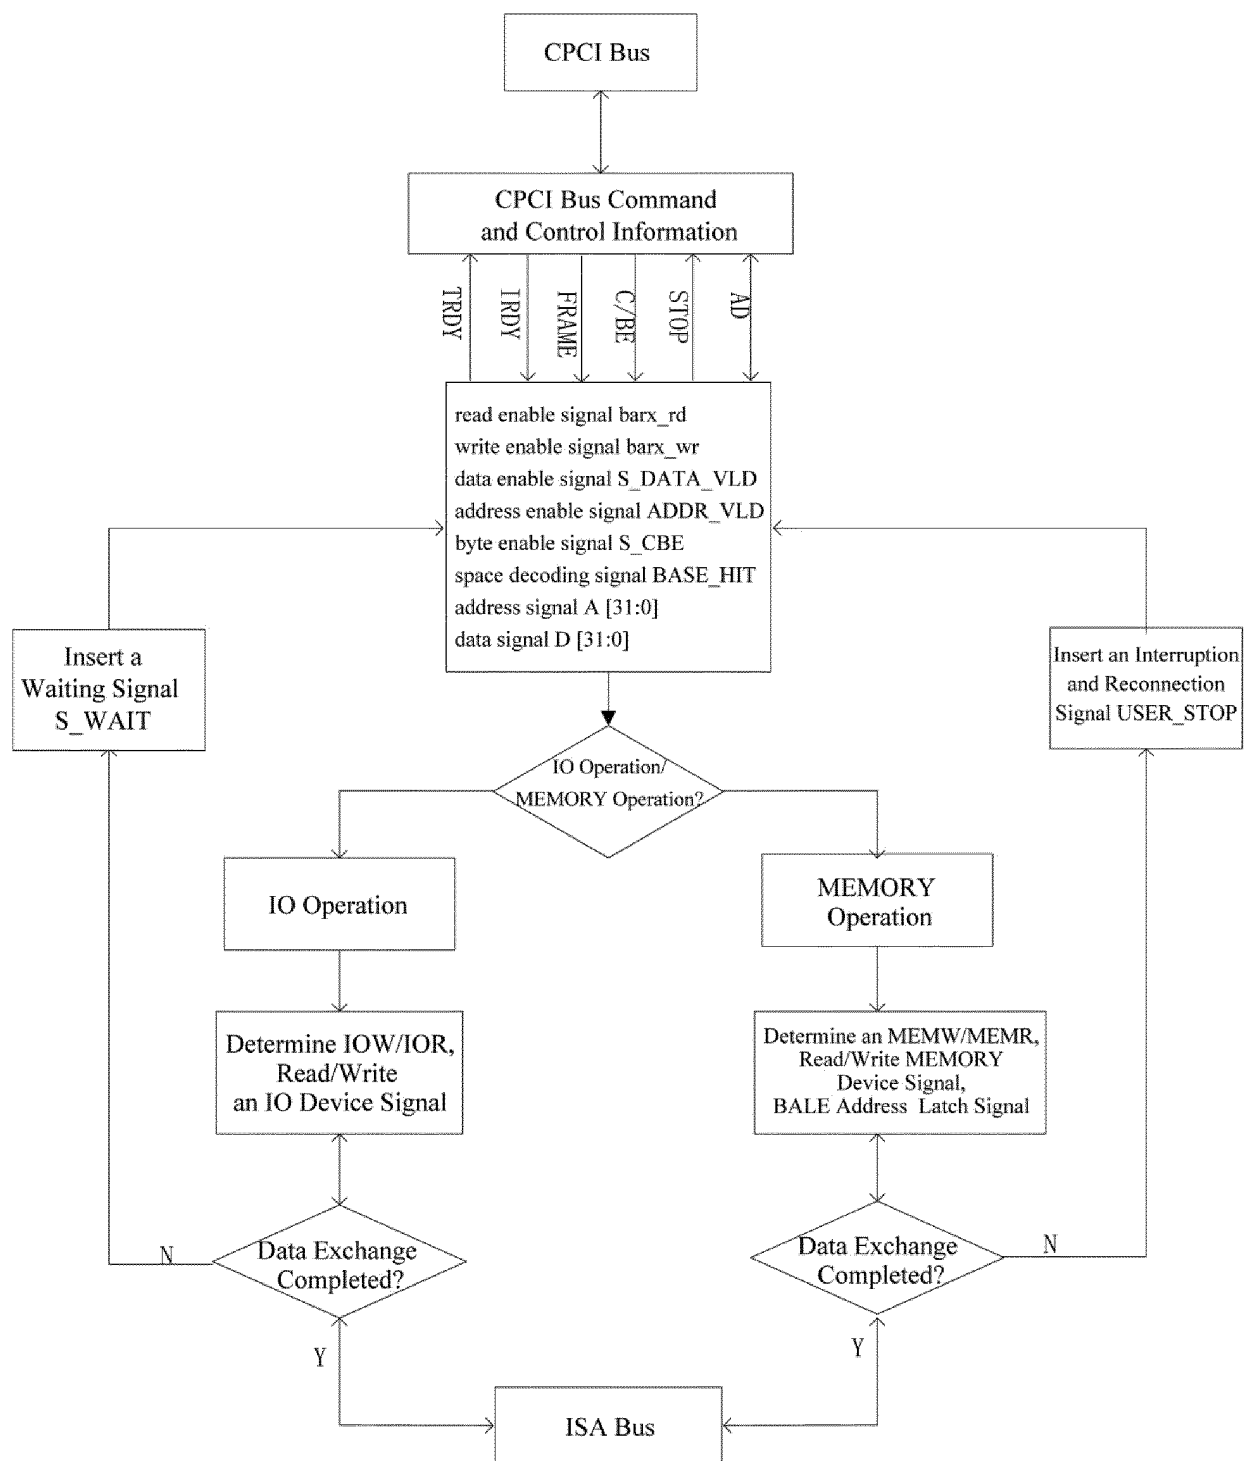 CPCI Bus
CPCI Bus Command
and Control Information
TRDY
IRDY
FRAME
C/BE
STOP
AD
read enable signal barx_rd
write enable signal barx_wr
data enable signal S_DATA_VLD
address enable signal ADDR_VLD
byte enable signal S_CBE
space decoding signal BASE_HIT
address signal A [31:0]
data signal D [31:0]
Insert a
Waiting Signal
S_WAIT
Insert an Interruption
and Reconnection
Signal USER_STOP
IO Operation/
MEMORY Operation?
IO Operation
MEMORY
Operation
Determine IOW/IOR,
Read/Write
an IO Device Signal
Determine an MEMW/MEMR,
Read/Write MEMORY
Device Signal,
BALE Address Latch Signal
N
Data Exchange
Completed?
Data Exchange
Completed?
N
Y
Y
ISA Bus